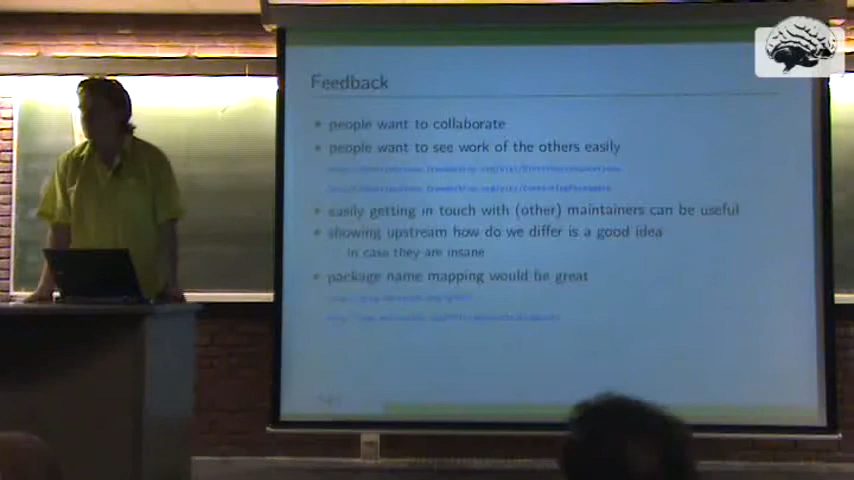 Feedback
people want to collaborate
people want to see work of the others easily
easily getting in touch with (other) maintainers can be useful
showing upstream how do we differ is a good idea
in case they are insane
package name mapping would be great